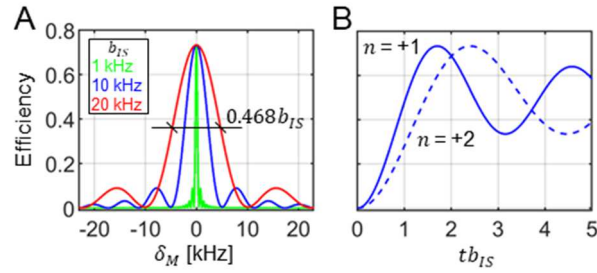 A
Efficiency
0.8
0.6
0.4
0.2
0
b_IS
1 kHz
10 kHz
20 kHz
0.468b_IS
-20 -10 0 10 20
δ_M [kHz]
B
n = +1
n = +2
0 1 2 3 4 5
tb_IS